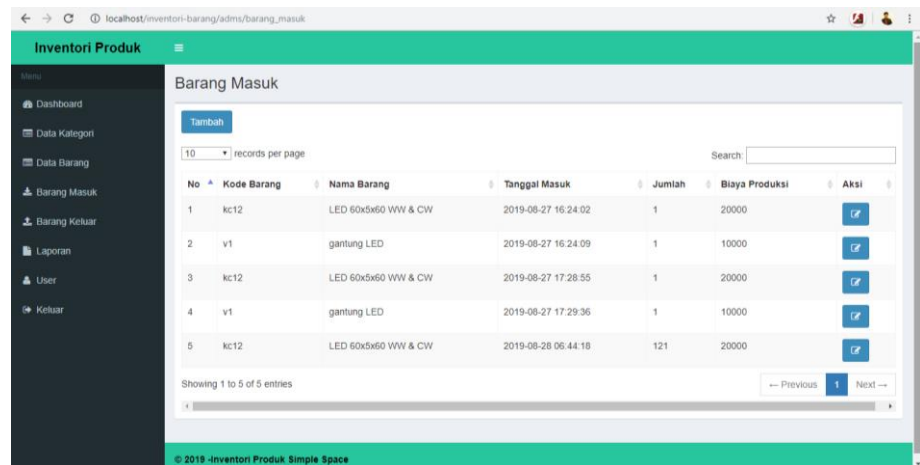 localhost/inventori-barang/adms/barang_masuk
Inventori Produk
Menu
Dashboard
Data Kategori
Data Barang
Barang Masuk
Barang Keluar
Laporan
User
Keluar
Barang Masuk
Tambah
10 records per page
Search:
No Kode Barang Nama Barang Tanggal Masuk Jumlah Biaya Produksi Aksi
1 kc12 LED 60x5x60 WW & CW 2019-08-27 16:24:02 1 20000
2 v1 gantung LED 2019-08-27 16:24:09 1 10000
3 kc12 LED 60x5x60 WW & CW 2019-08-27 17:28:55 1 20000
4 v1 gantung LED 2019-08-27 17:29:36 1 10000
5 kc12 LED 60x5x60 WW & CW 2019-08-28 06:44:18 121 20000
Showing 1 to 5 of 5 entries
← Previous 1 Next →
© 2019 -Inventori Produk Simple Space